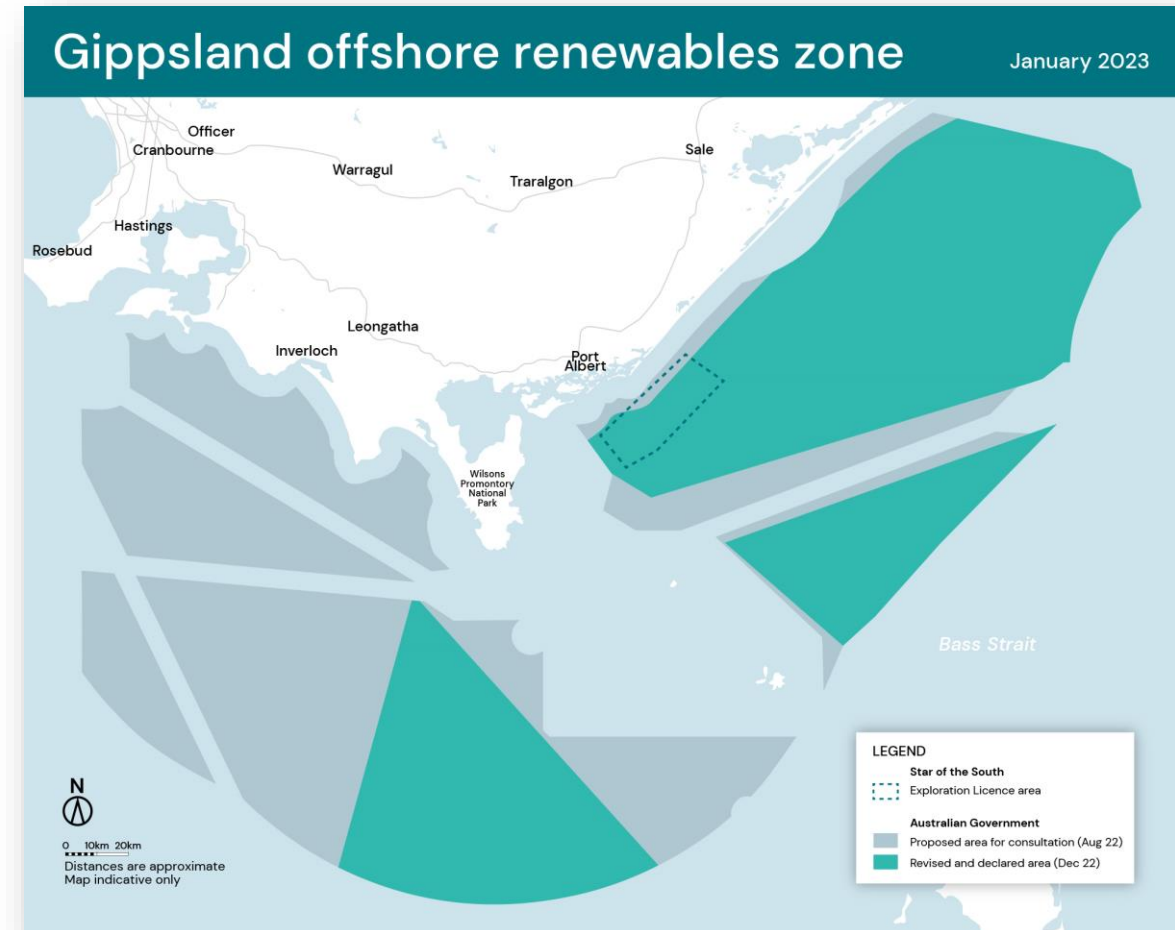 Gippsland offshore renewables zone
January 2023
Officer
Cranbourne
Warragul
Sale
Traralgon
Hastings
Rosebud
Leongatha
Inverloch
Port
Albert
Wilsons
Promontory
National
Park
Bass Strait
N
0 10km 20km
Distances are approximate
Map indicative only
LEGEND
Star of the South
Exploration Licence area
Australian Government
Proposed area for consultation (Aug 22)
Revised and declared area (Dec 22)